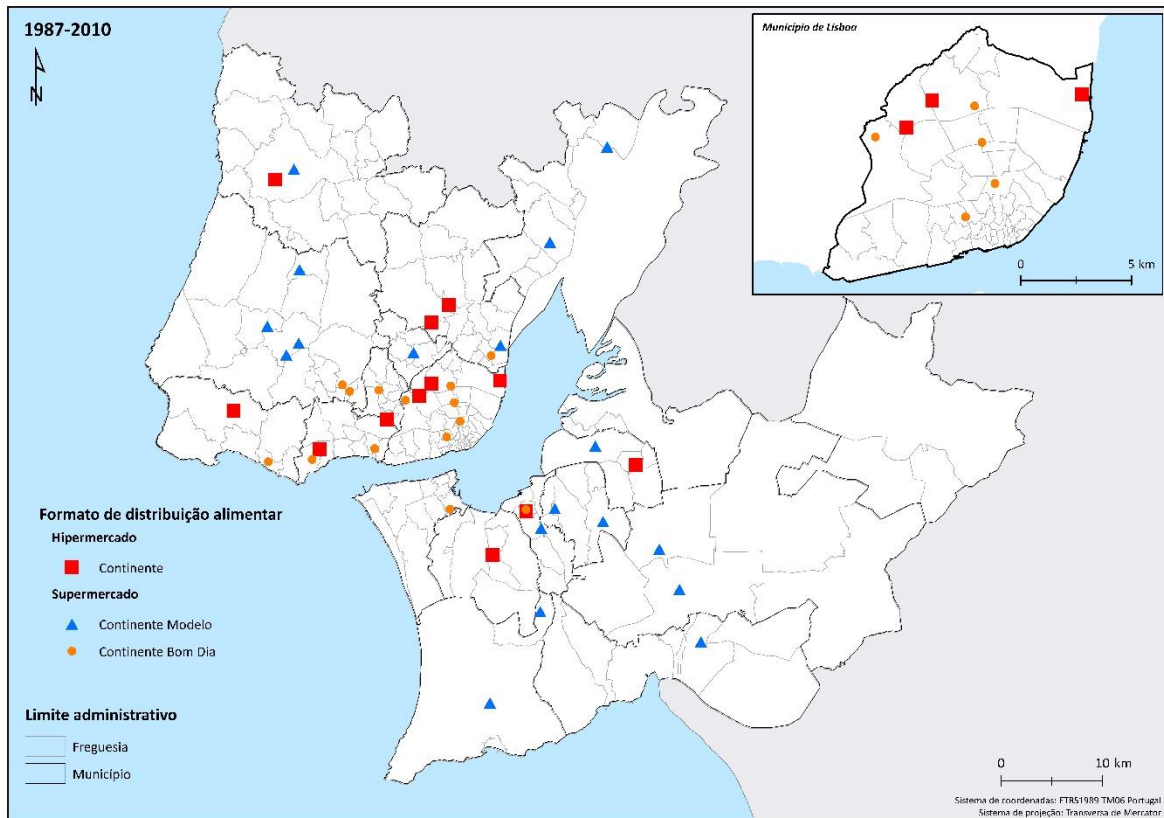 1987-2010
N
Município de Lisboa
0 5 km
Formato de distribuição alimentar
Hipermercado
Continente
Supermercado
Continente Modelo
Continente Bom Dia
Limite administrativo
Freguesia
Município
0 10 km
Sistema de coordenadas: ETRS1989 TM06 Portugal
Sistema de projeção: Transversa de Mercator